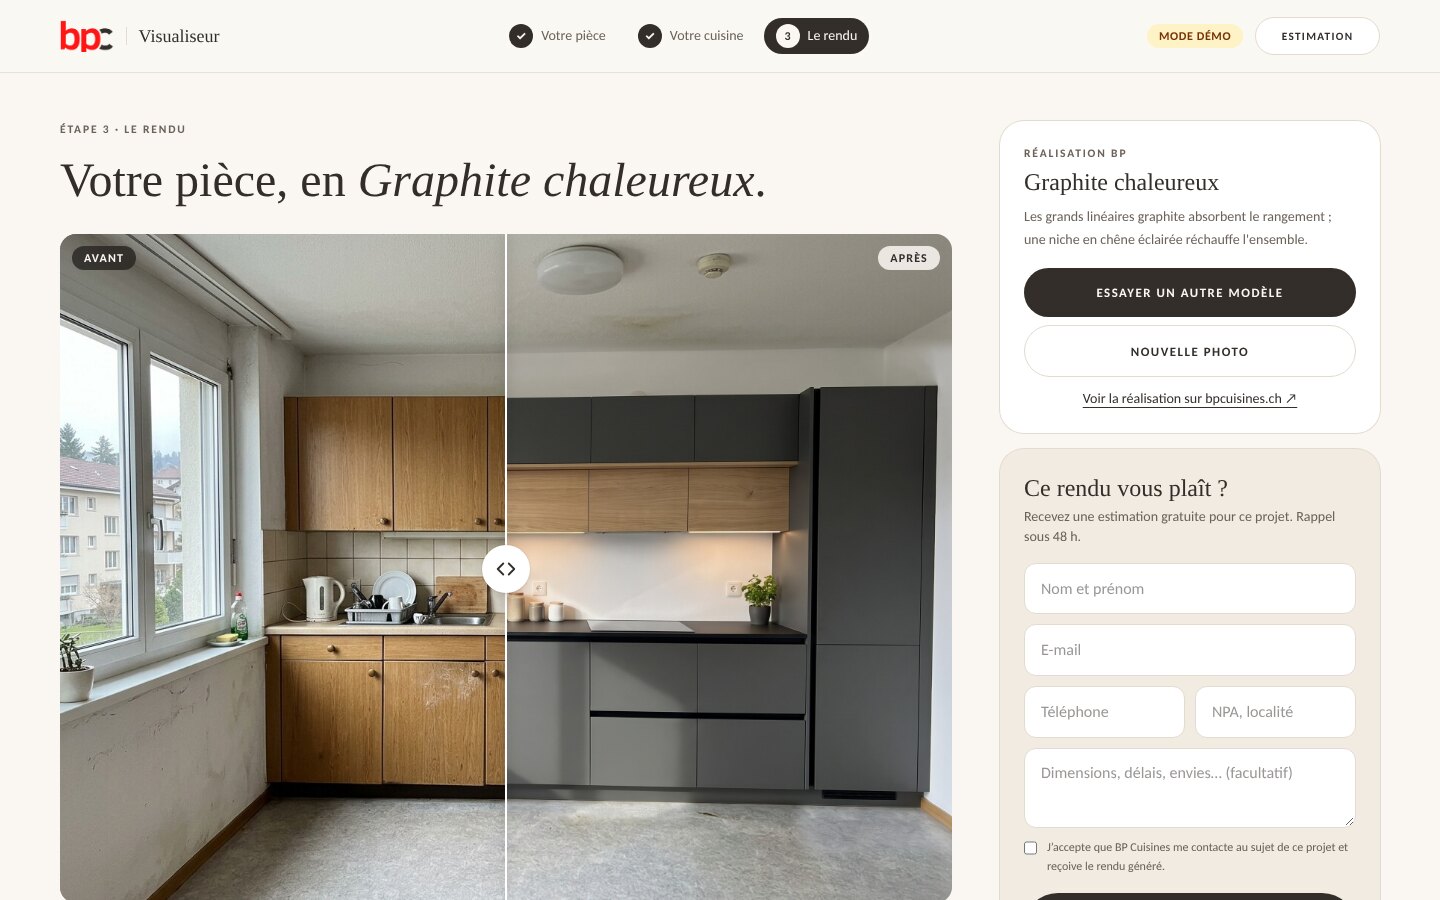 bpc
Visualiseur
Votre pièce
Votre cuisine
3 Le rendu
MODE DÉMO
ESTIMATION
ÉTAPE 3 · LE RENDU
Votre pièce, en Graphite chaleureux.
AVANT
APRÈS
RÉALISATION BP
Graphite chaleureux
Les grands linéaires graphite absorbent le rangement ;
une niche en chêne éclairée réchauffe l'ensemble.
ESSAYER UN AUTRE MODÈLE
NOUVELLE PHOTO
Voir la réalisation sur bpcuisines.ch ↗
Ce rendu vous plaît ?
Recevez une estimation gratuite pour ce projet. Rappel
sous 48 h.
Nom et prénom
E-mail
Téléphone
NPA, localité
Dimensions, délais, envies… (facultatif)
J'accepte que BP Cuisines me contacte au sujet de ce projet et
reçoive le rendu généré.